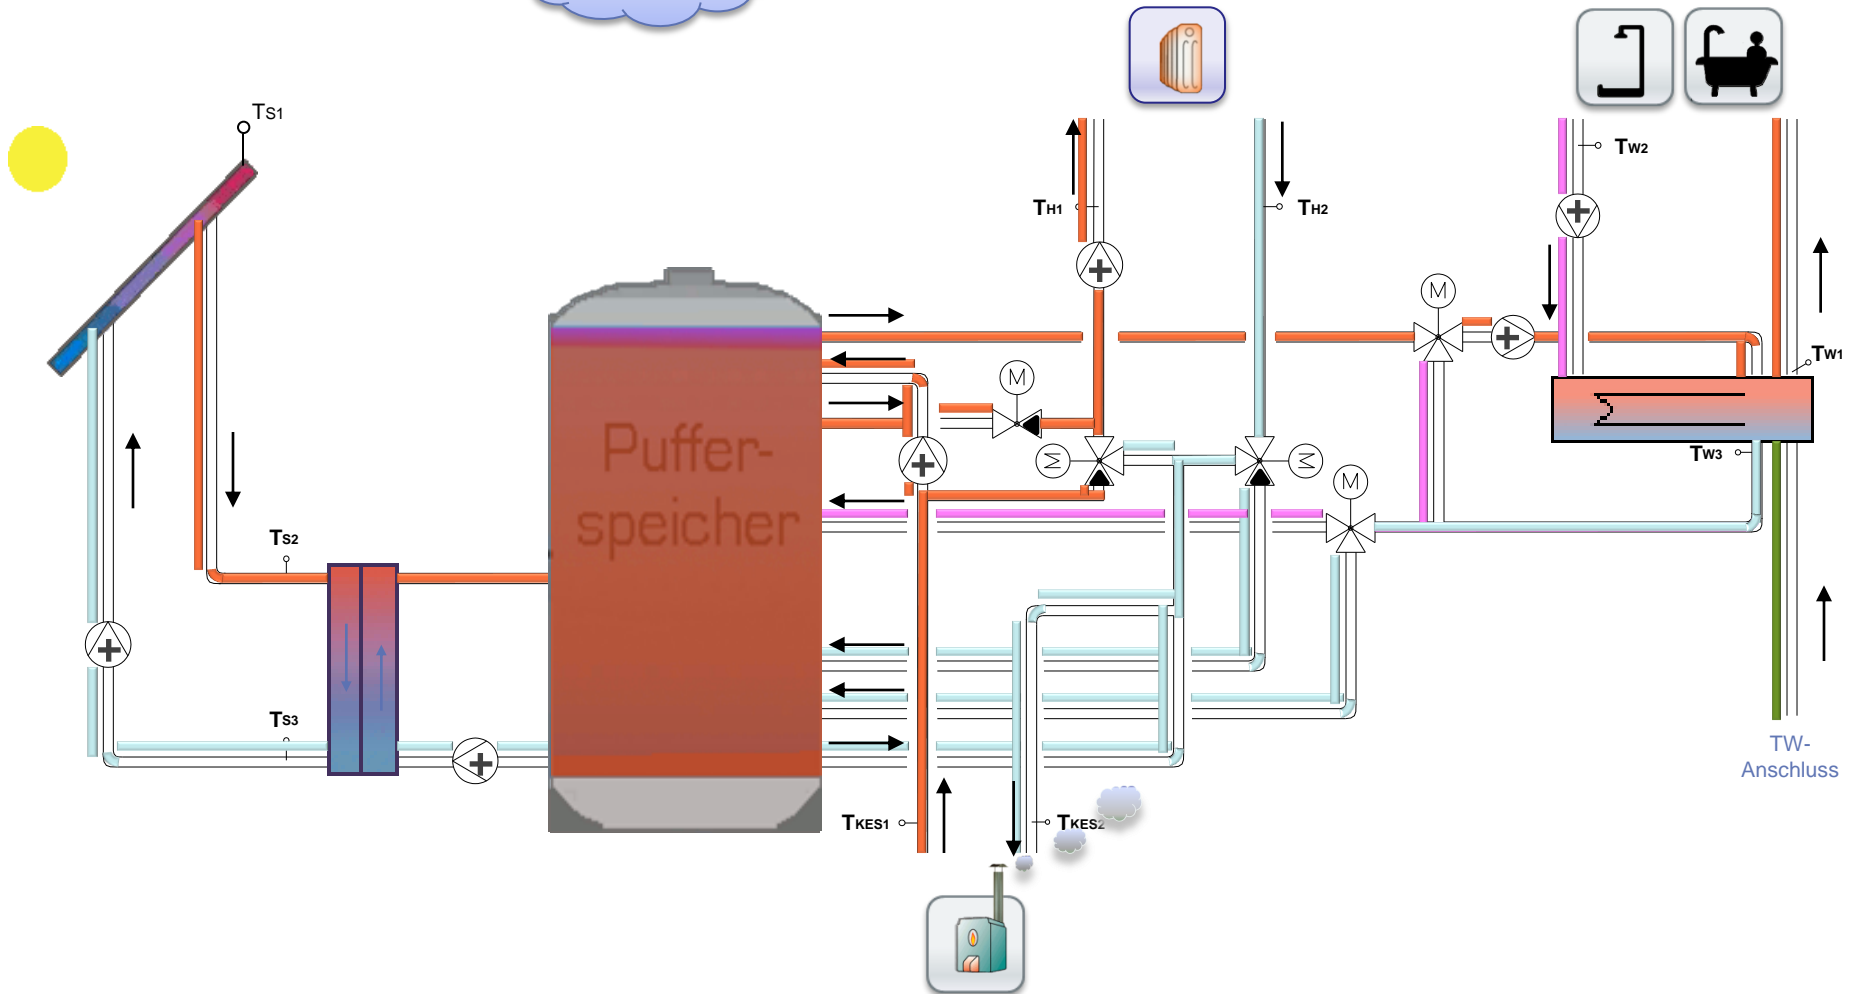 TS1
TW2
TH1
TH2
M
M
TW1
Puffer-
speicher
M
M
M
TW3
M
TS2
TS3
TW-
Anschluss
TKES1
TKES2